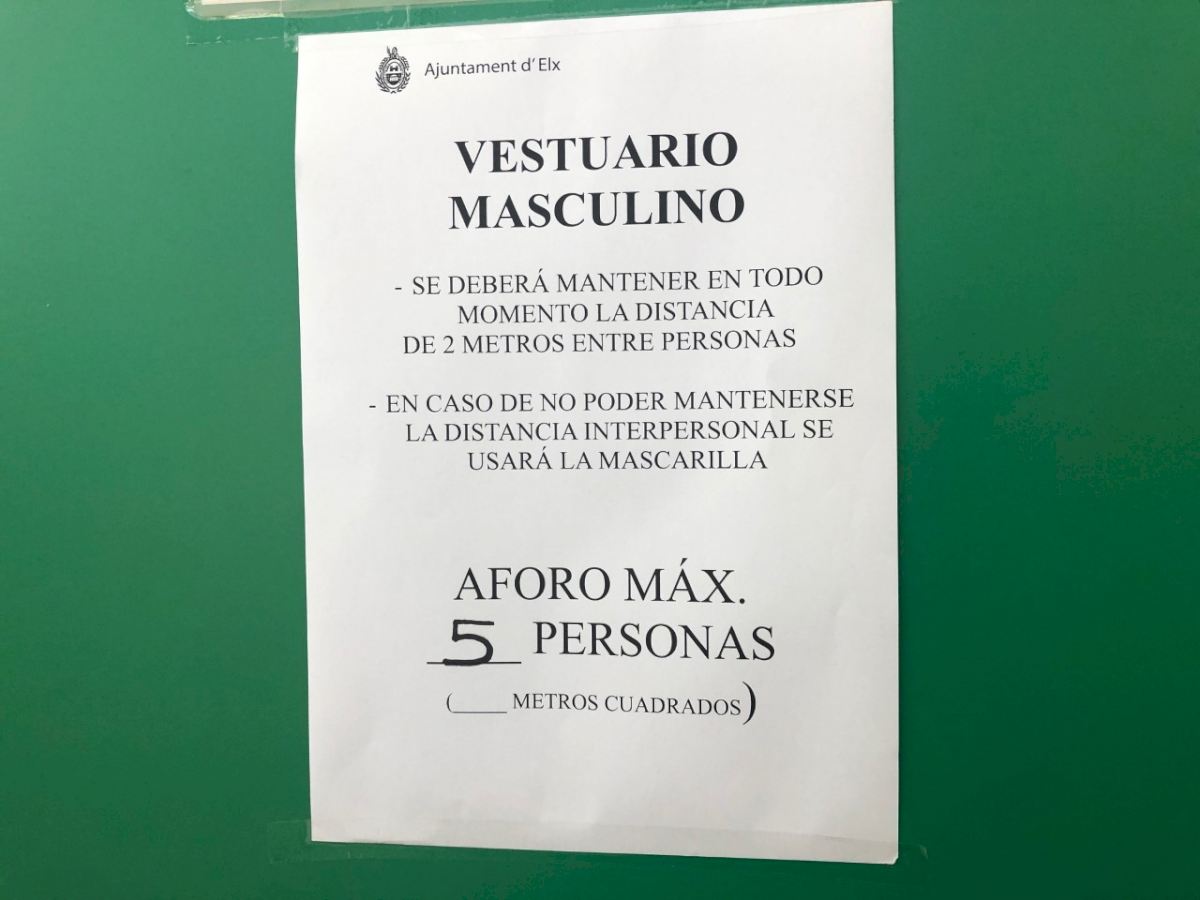 Ajuntament d'Elx
VESTUARIO
MASCULINO
- SE DEBERÁ MANTENER EN TODO
MOMENTO LA DISTANCIA
DE 2 METROS ENTRE PERSONAS
- EN CASO DE NO PODER MANTENERSE
LA DISTANCIA INTERPERSONAL SE
USARÁ LA MASCARILLA
AFORO MÁX.
5 PERSONAS
(____ METROS CUADRADOS)